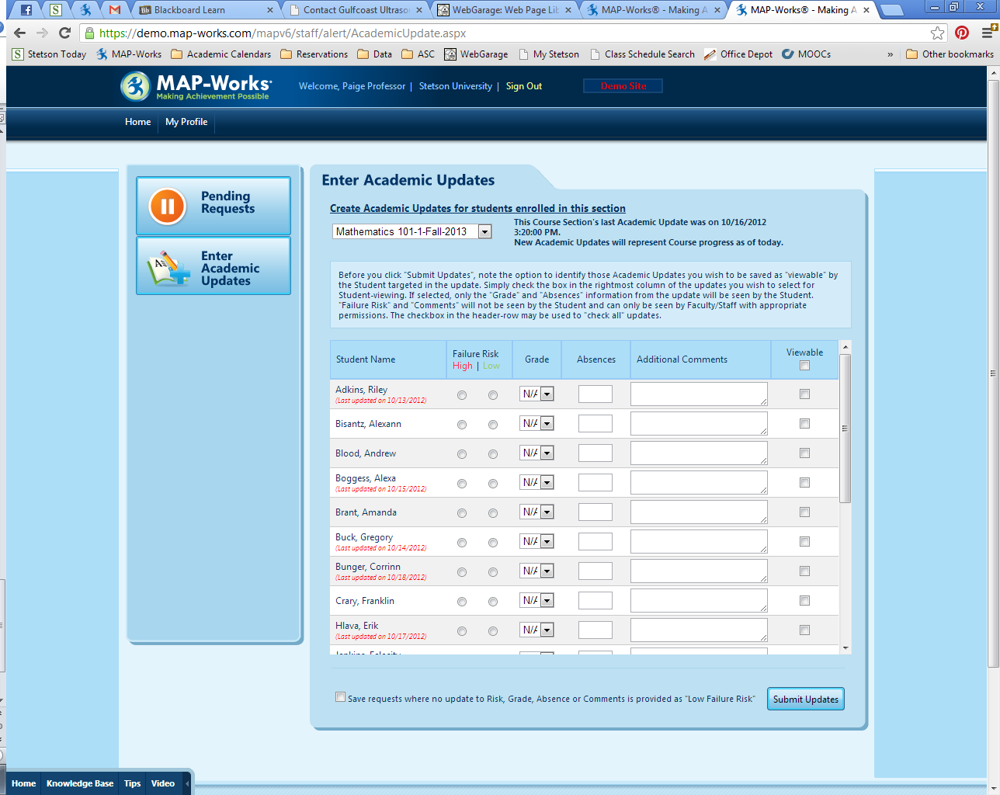 Blackboard Learn
Contact Gulfcoast Ultraso
WebGarage: Web Page Lib
MAP-Works® - Making A
MAP-Works® - Making A
https://demo.map-works.com/mapv6/staff/alert/AcademicUpdate.aspx
Stetson Today
MAP-Works
Academic Calendars
Reservations
Data
ASC
WebGarage
My Stetson
Class Schedule Search
Office Depot
MOOCs
»
Other bookmarks
MAP-Works®
Making Achievement Possible
Welcome, Paige Professor | Stetson University | Sign Out
Demo Site
Home
My Profile
Pending
Requests
Enter
Academic
Updates
Enter Academic Updates
Create Academic Updates for students enrolled in this section
Mathematics 101-1-Fall-2013
This Course Section's last Academic Update was on 10/16/2012
3:20:00 PM.
New Academic Updates will represent Course progress as of today.
Before you click "Submit Updates", note the option to identify those Academic Updates you wish to be saved as "viewable" by
the Student targeted in the update. Simply check the box in the rightmost column of the updates you wish to select for
Student-viewing. If selected, only the "Grade" and "Absences" information from the update will be seen by the Student.
"Failure Risk" and "Comments" will not be seen by the Student and can only be seen by Faculty/Staff with appropriate
permissions. The checkbox in the header-row may be used to "check all" updates.
Student Name
Failure Risk
High | Low
Grade
Absences
Additional Comments
Viewable
Adkins, Riley
(Last updated on 10/13/2012)
N/A
Bisantz, Alexann
N/A
Blood, Andrew
N/A
Boggess, Alexa
(Last updated on 10/15/2012)
N/A
Brant, Amanda
N/A
Buck, Gregory
(Last updated on 10/14/2012)
N/A
Bunger, Corrinn
(Last updated on 10/18/2012)
N/A
Crary, Franklin
N/A
Hlava, Erik
(Last updated on 10/17/2012)
N/A
Save requests where no update to Risk, Grade, Absence or Comments is provided as "Low Failure Risk"
Submit Updates
Home
Knowledge Base
Tips
Video